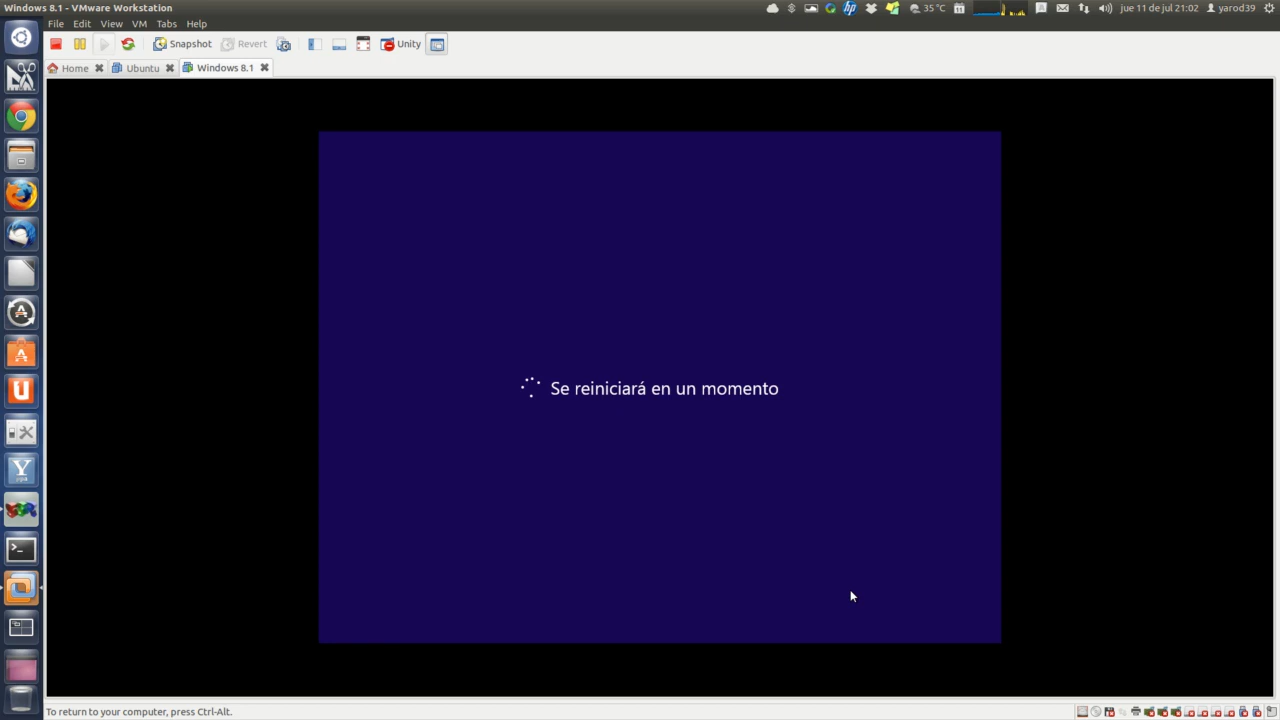 Windows 8.1 - VMware Workstation
35°C
jue 11 de jul 21:02
yarod39
File Edit View VM Tabs Help
Snapshot
Revert
Unity
Home
Ubuntu
Windows 8.1
Se reiniciará en un momento
To return to your computer, press Ctrl-Alt.